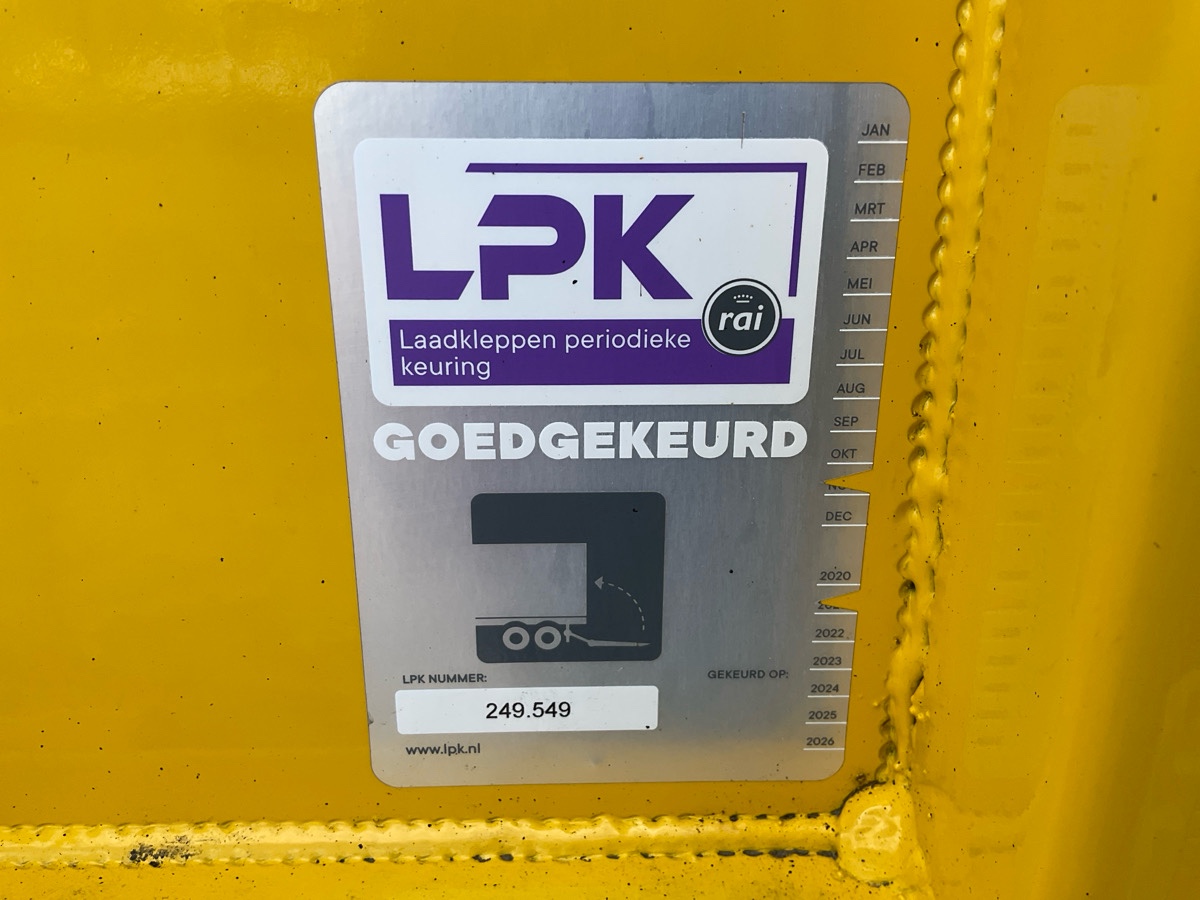 LPK
rai
Laadkleppen periodieke
keuring
GOEDGEKEURD
LPK NUMMER:
249.549
www.lpk.nl
GEKEURD OP:
JAN
FEB
MRT
APR
MEI
JUN
JUL
AUG
SEP
OKT
DEC
2020
2022
2023
2024
2025
2026